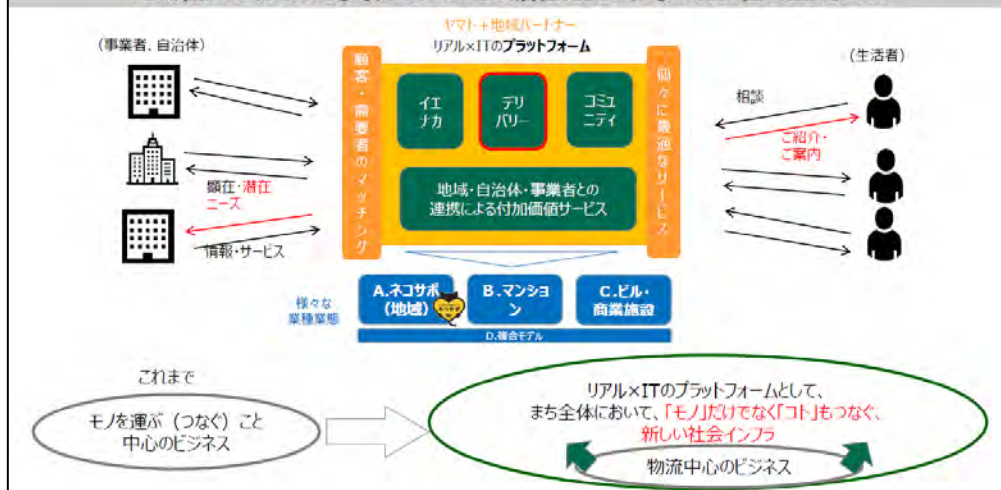 ヤマト+地域パートナー
リアル×ITのプラットフォーム
(事業者、自治体)
(生活者)
顧客・需要者のマッチング
イエ
ナカ
デリ
バリー
コミュ
ニティ
地域・自治体・事業者との
連携による付加価値サービス
個々に最適なサービス
顕在・潜在
ニーズ
情報・サービス
相談
ご紹介・
ご案内
様々な
業種業態
A.ネコサポ
(地域)
B.マンショ
ン
C.ビル・
商業施設
D.複合モデル
これまで
モノを運ぶ(つなぐ)こと
中心のビジネス
リアル×ITのプラットフォームとして、
まち全体において、「モノ」だけでなく「コト」もつなぐ、
新しい社会インフラ
物流中心のビジネス